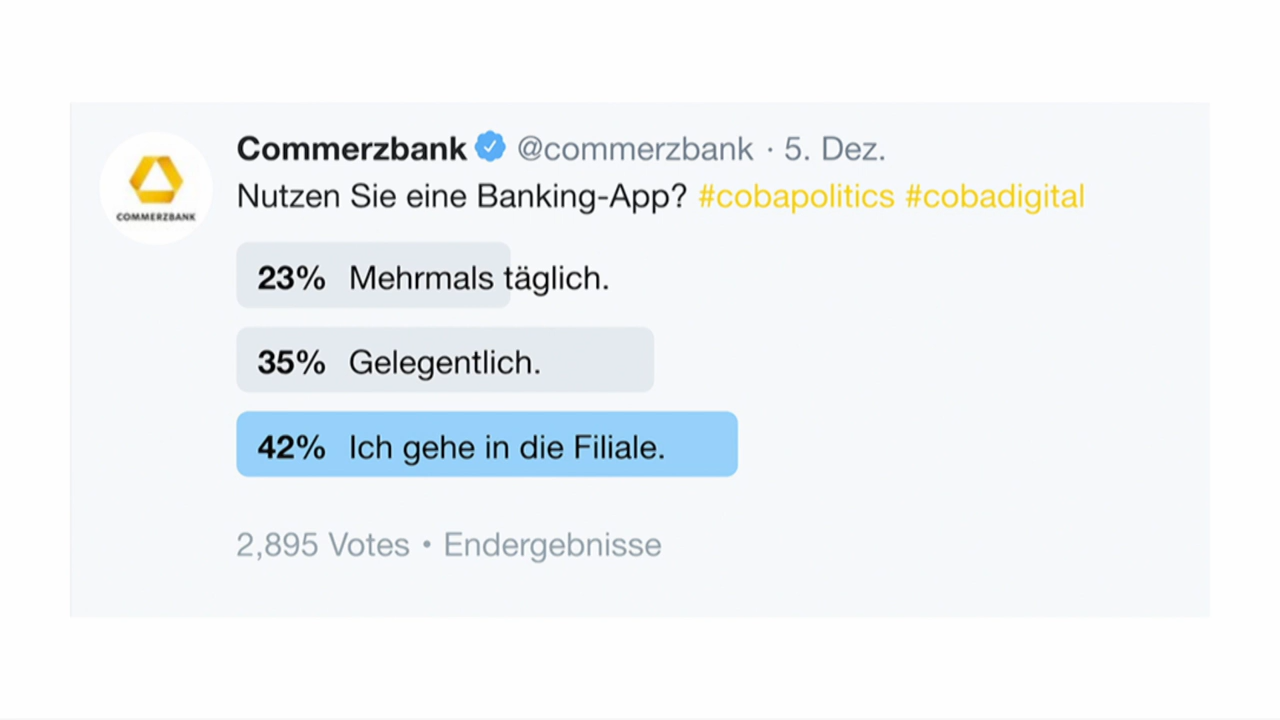 Commerzbank @commerzbank · 5. Dez.
Nutzen Sie eine Banking-App? #cobapolitics #cobadigital
COMMERZBANK
23% Mehrmals täglich.
35% Gelegentlich.
42% Ich gehe in die Filiale.
2,895 Votes • Endergebnisse